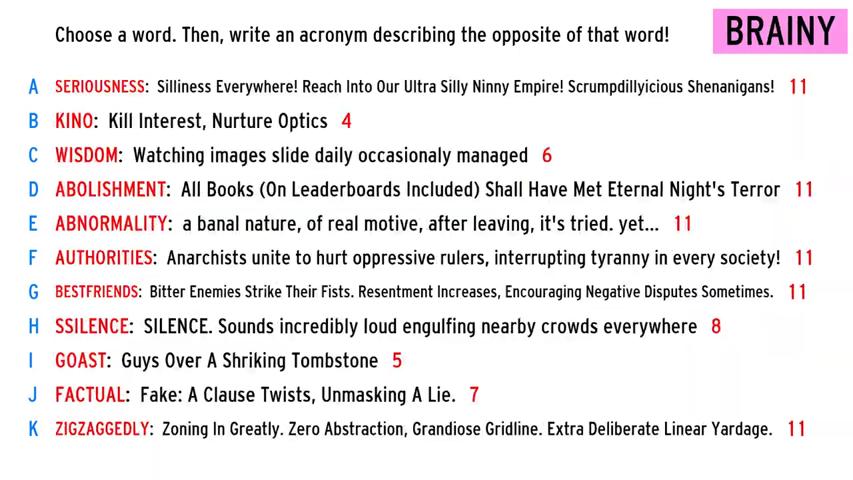 Choose a word. Then, write an acronym describing the opposite of that word! BRAINY
A SERIOUSNESS: Silliness Everywhere! Reach Into Our Ultra Silly Ninny Empire! Scrumpdillyicious Shenanigans! 11
B KINO: Kill Interest, Nurture Optics 4
C WISDOM: Watching images slide daily occasionaly managed 6
D ABOLISHMENT: All Books (On Leaderboards Included) Shall Have Met Eternal Night's Terror 11
E ABNORMALITY: a banal nature, of real motive, after leaving, it's tried. yet... 11
F AUTHORITIES: Anarchists unite to hurt oppressive rulers, interrupting tyranny in every society! 11
G BESTFRIENDS: Bitter Enemies Strike Their Fists. Resentment Increases, Encouraging Negative Disputes Sometimes. 11
H SSILENCE: SILENCE. Sounds incredibly loud engulfing nearby crowds everywhere 8
I GOAST: Guys Over A Shriking Tombstone 5
J FACTUAL: Fake: A Clause Twists, Unmasking A Lie. 7
K ZIGZAGGEDLY: Zoning In Greatly. Zero Abstraction, Grandiose Gridline. Extra Deliberate Linear Yardage. 11